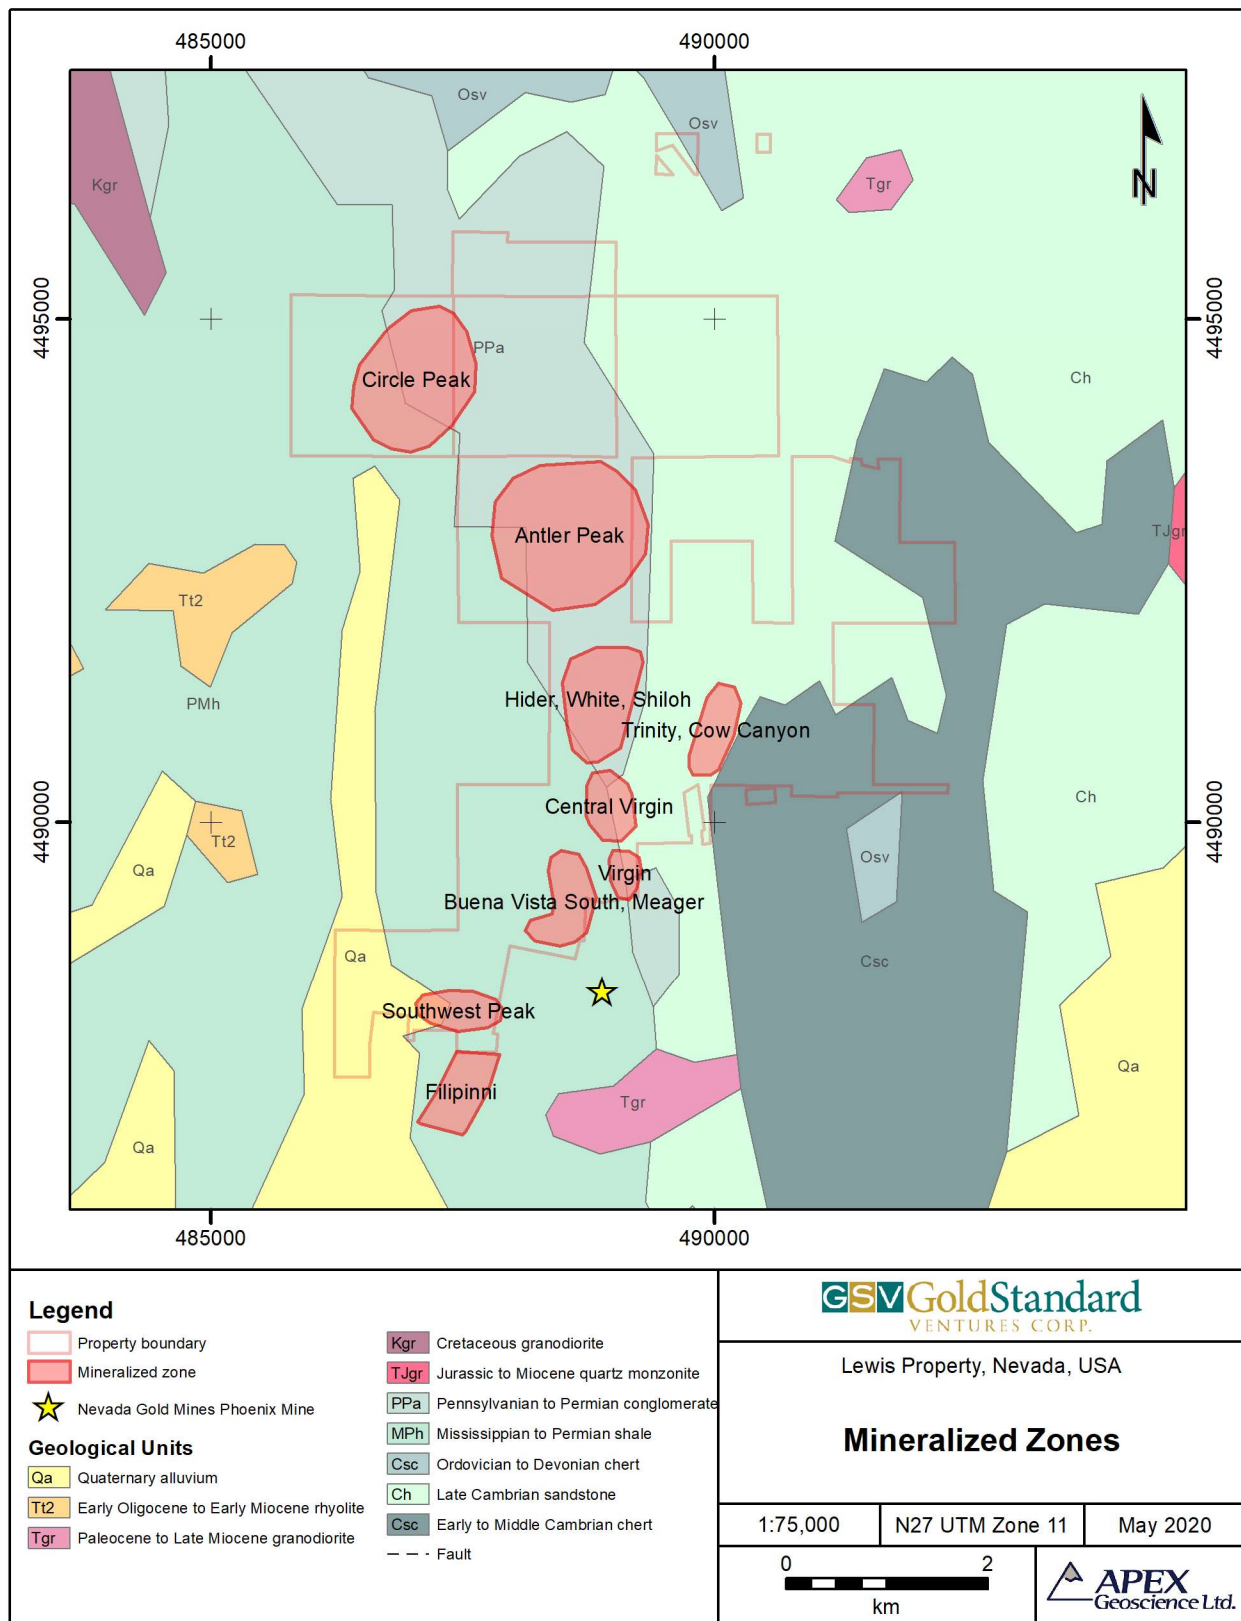 485000
490000
Osv
Osv
Kgr
Tgr
N
4495000
4495000
PPa
Circle Peak
Ch
Antler Peak
TJgr
Tt2
PMh
Hider, White, Shiloh
Trinity, Cow Canyon
Central Virgin
Ch
4490000
4490000
Tt2
Osv
Qa
Virgin
Buena Vista South, Meager
Qa
Csc
Southwest Peak
Filipinni
Tgr
Qa
Qa
485000
490000
Legend
Property boundary
Mineralized zone
Nevada Gold Mines Phoenix Mine
Geological Units
Qa Quaternary alluvium
Tt2 Early Oligocene to Early Miocene rhyolite
Tgr Paleocene to Late Miocene granodiorite
Kgr Cretaceous granodiorite
TJgr Jurassic to Miocene quartz monzonite
PPa Pennsylvanian to Permian conglomerate
MPh Mississippian to Permian shale
Csc Ordovician to Devonian chert
Ch Late Cambrian sandstone
Csc Early to Middle Cambrian chert
Fault
GSV GoldStandard
VENTURES CORP.
Lewis Property, Nevada, USA
Mineralized Zones
1:75,000
N27 UTM Zone 11
May 2020
0 2
km
APEX
Geoscience Ltd.